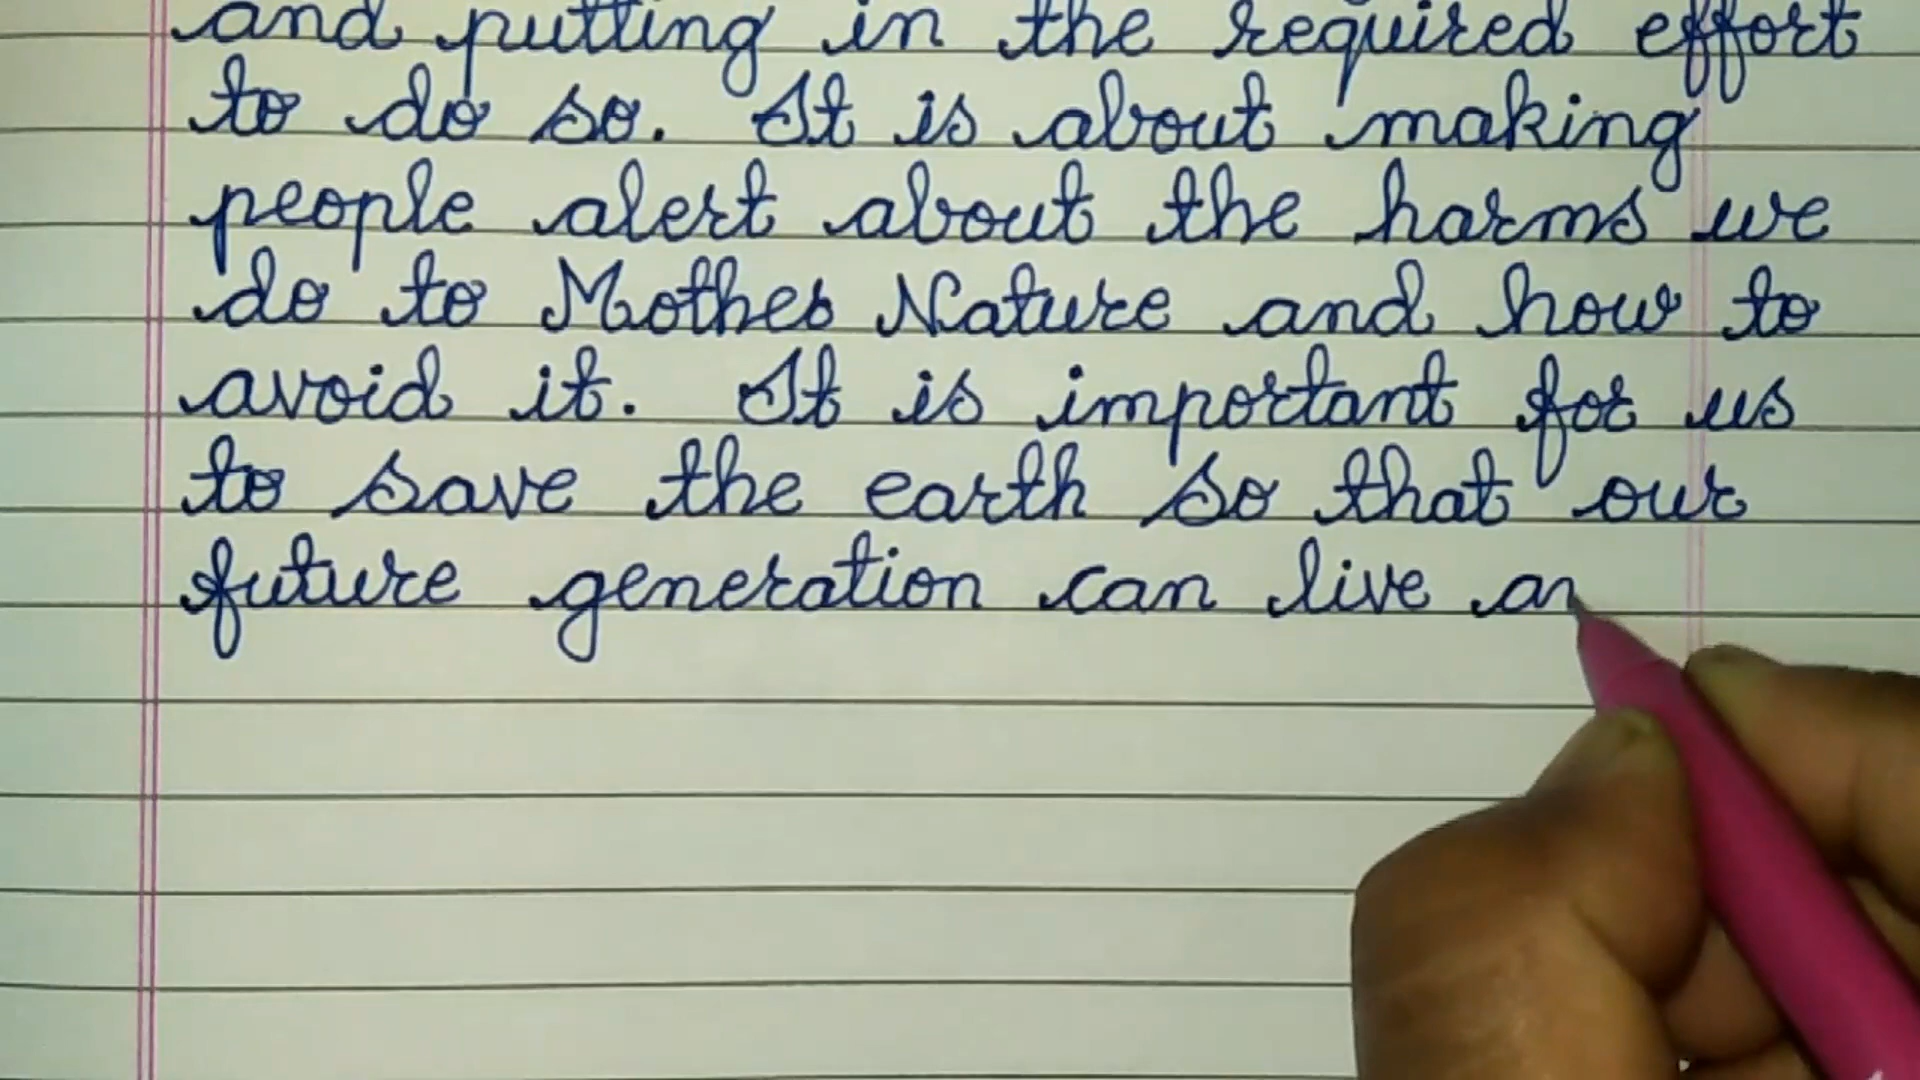 and putting in the required effort
to do so. It is about making
people alert about the harms we
do to Mother Nature and how to
avoid it. It is important for us
to save the earth so that our
future generation can live an